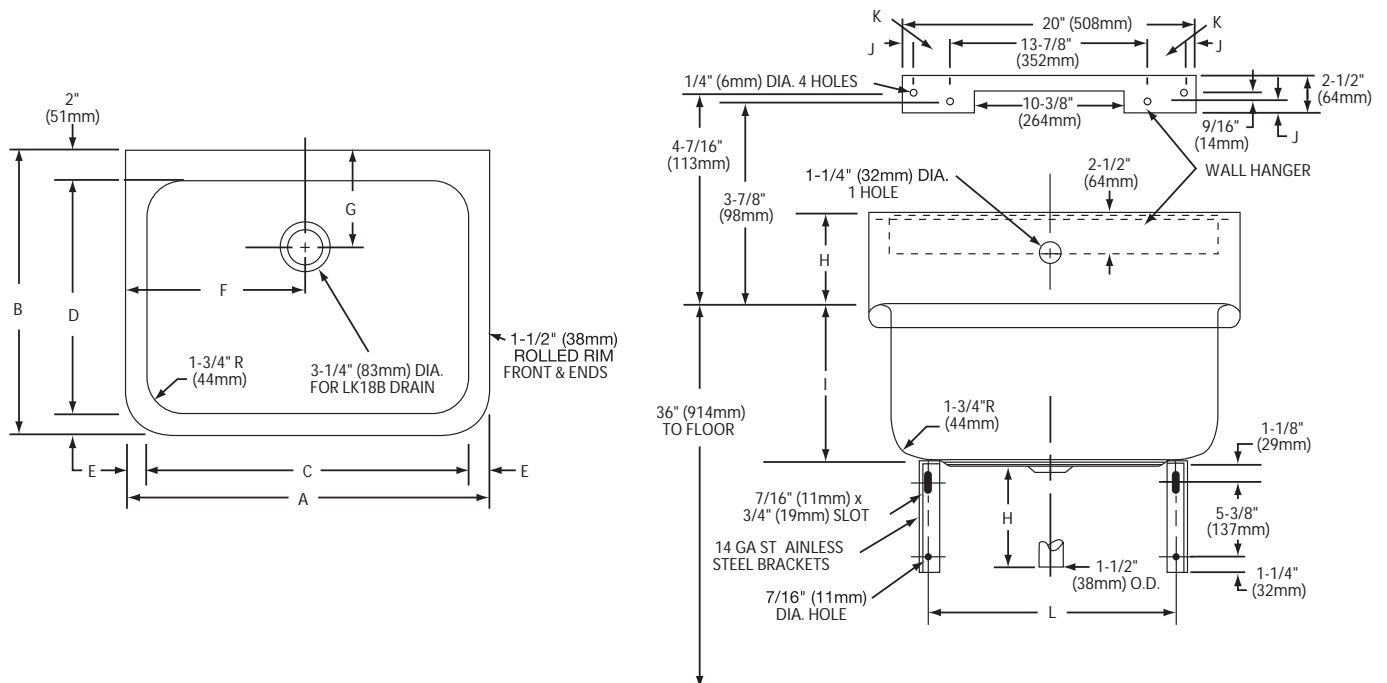 2"
(51mm)
B
D
G
F
1-3/4" R
(44mm)
3-1/4" (83mm) DIA.
FOR LK18B DRAIN
1-1/2" (38mm)
ROLLED RIM
FRONT & ENDS
E
C
E
A
K
20" (508mm)
K
J
13-7/8"
(352mm)
J
1/4" (6mm) DIA. 4 HOLES
10-3/8"
(264mm)
2-1/2"
(64mm)
9/16"
(14mm)
J
4-7/16"
(113mm)
3-7/8"
(98mm)
1-1/4" (32mm) DIA.
1 HOLE
2-1/2"
(64mm)
WALL HANGER
H
I
36" (914mm)
TO FLOOR
1-3/4"R
(44mm)
1-1/8"
(29mm)
7/16" (11mm) x
3/4" (19mm) SLOT
H
5-3/8"
(137mm)
14 GA ST AINLESS
STEEL BRACKETS
1-1/2"
(38mm) O.D.
1-1/4"
(32mm)
7/16" (11mm)
DIA. HOLE
L